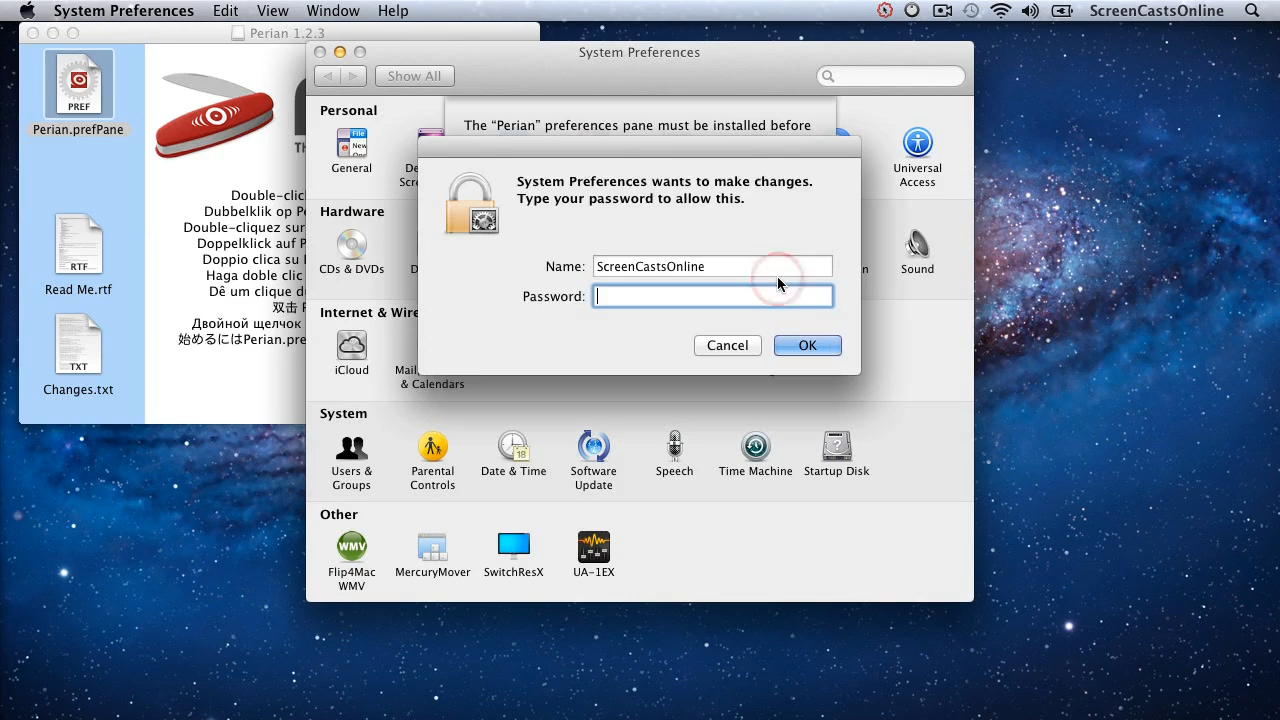 System Preferences Edit View Window Help ScreenCastsOnline
Perian 1.2.3
PREF
Perian.prefPane
RTF
Read Me.rtf
TXT
Changes.txt
Double-clic
Dubbelklik op P
Double-cliquez sur
Doppelklick auf P
Doppio clic su
Haga doble clic
Dê um clique d
双击
Двойной щелчок
始めるにはPerian.pre
System Preferences
Show All
Personal
General
Universal
Access
The “Perian” preferences pane must be installed before
System Preferences wants to make changes.
Type your password to allow this.
Name: ScreenCastsOnline
Password:
Cancel OK
Hardware
CDs & DVDs
Sound
Internet & Wire
iCloud
Mail
& Calendars
System
Users &
Groups
Parental
Controls
Date & Time
Software
Update
Speech
Time Machine
Startup Disk
Other
WMV
Flip4Mac
WMV
MercuryMover
SwitchResX
UA-1EX